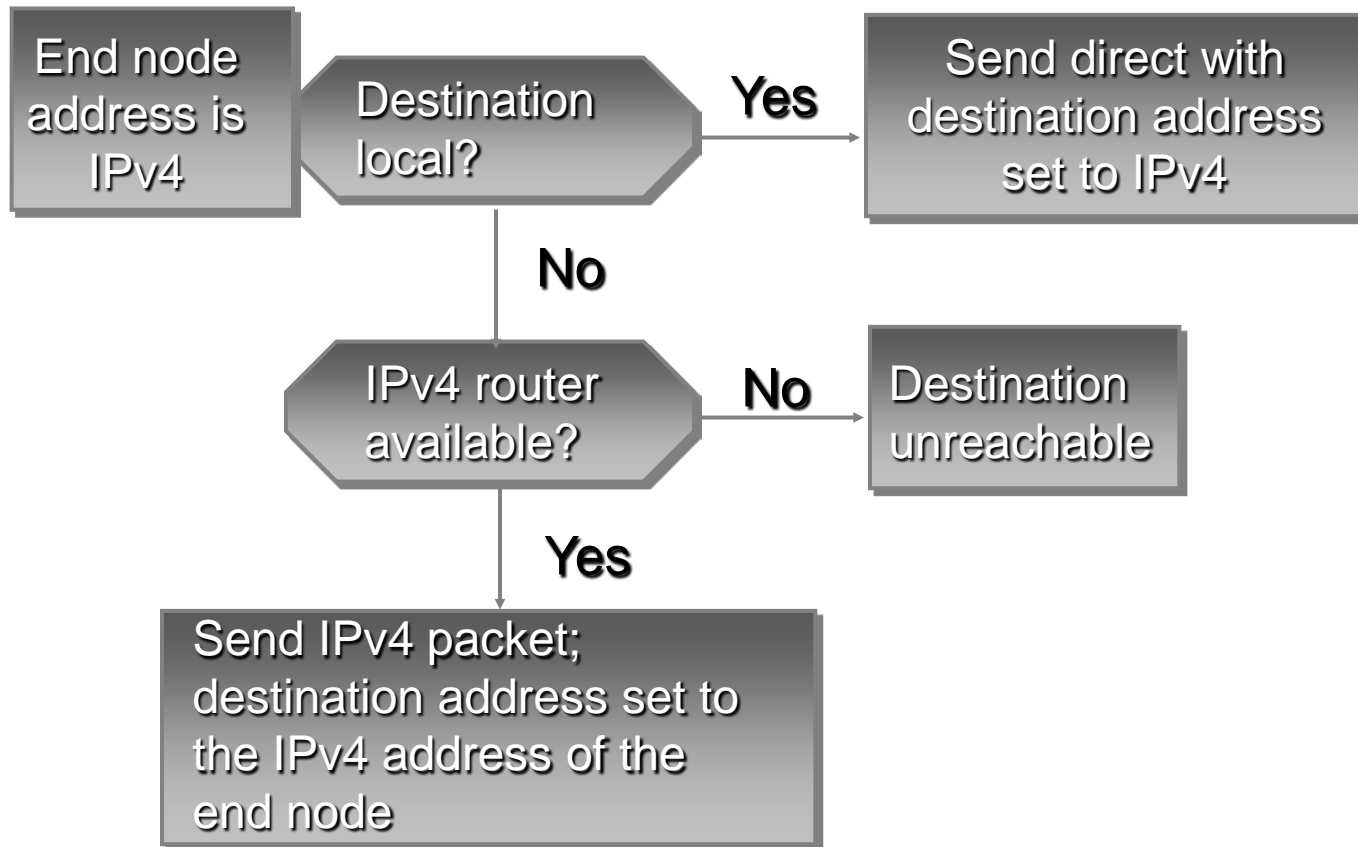 End node
address is
IPv4
Destination
local?
Yes
Send direct with
destination address
set to IPv4
No
IPv4 router
available?
No
Destination
unreachable
Yes
Send IPv4 packet;
destination address set to
the IPv4 address of the
end node